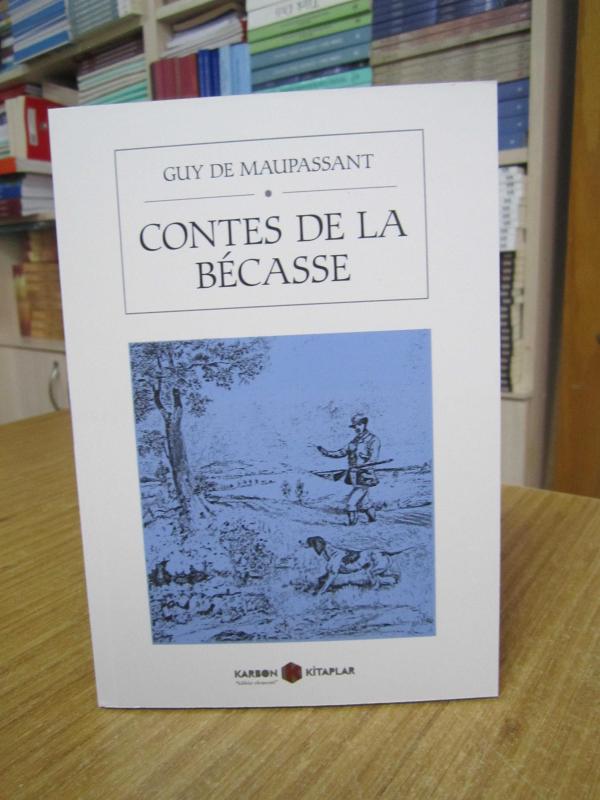 GUY DE MAUPASSANT
CONTES DE LA
BÉCASSE
KARBON K KİTAPLAR